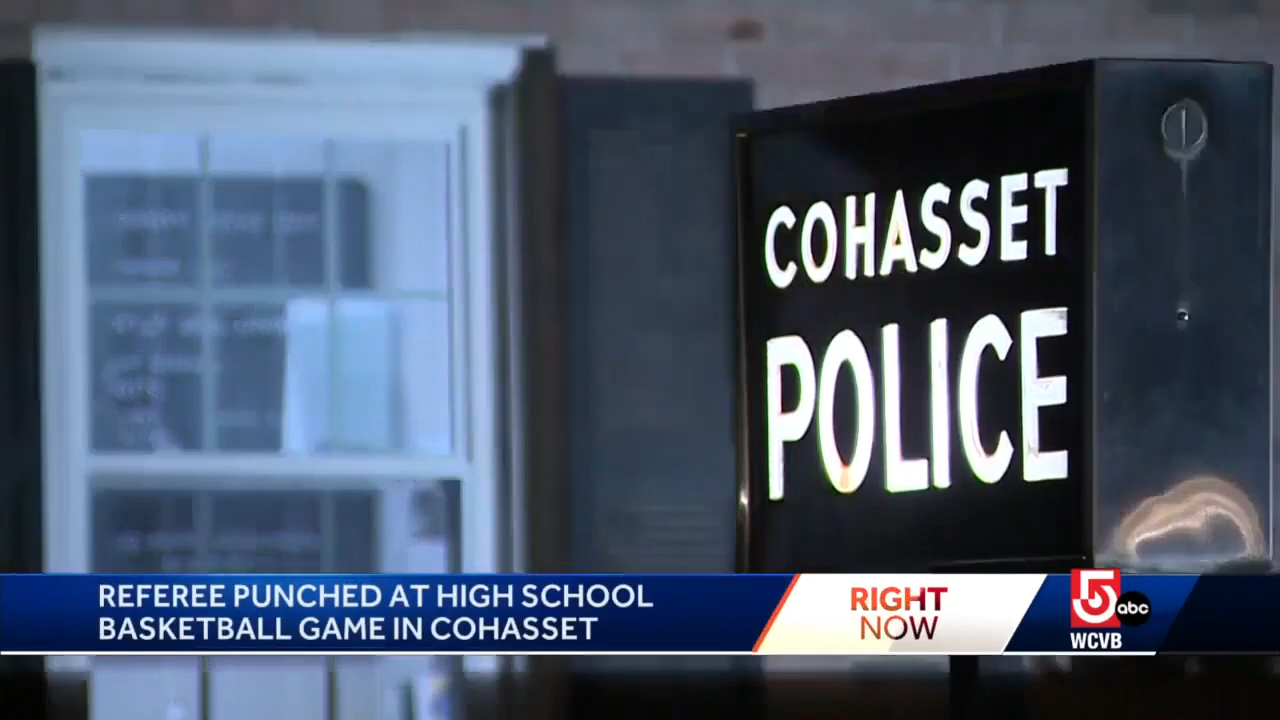 COHASSET
POLICE
REFEREE PUNCHED AT HIGH SCHOOL
BASKETBALL GAME IN COHASSET
RIGHT
NOW
5
abc
WCVB